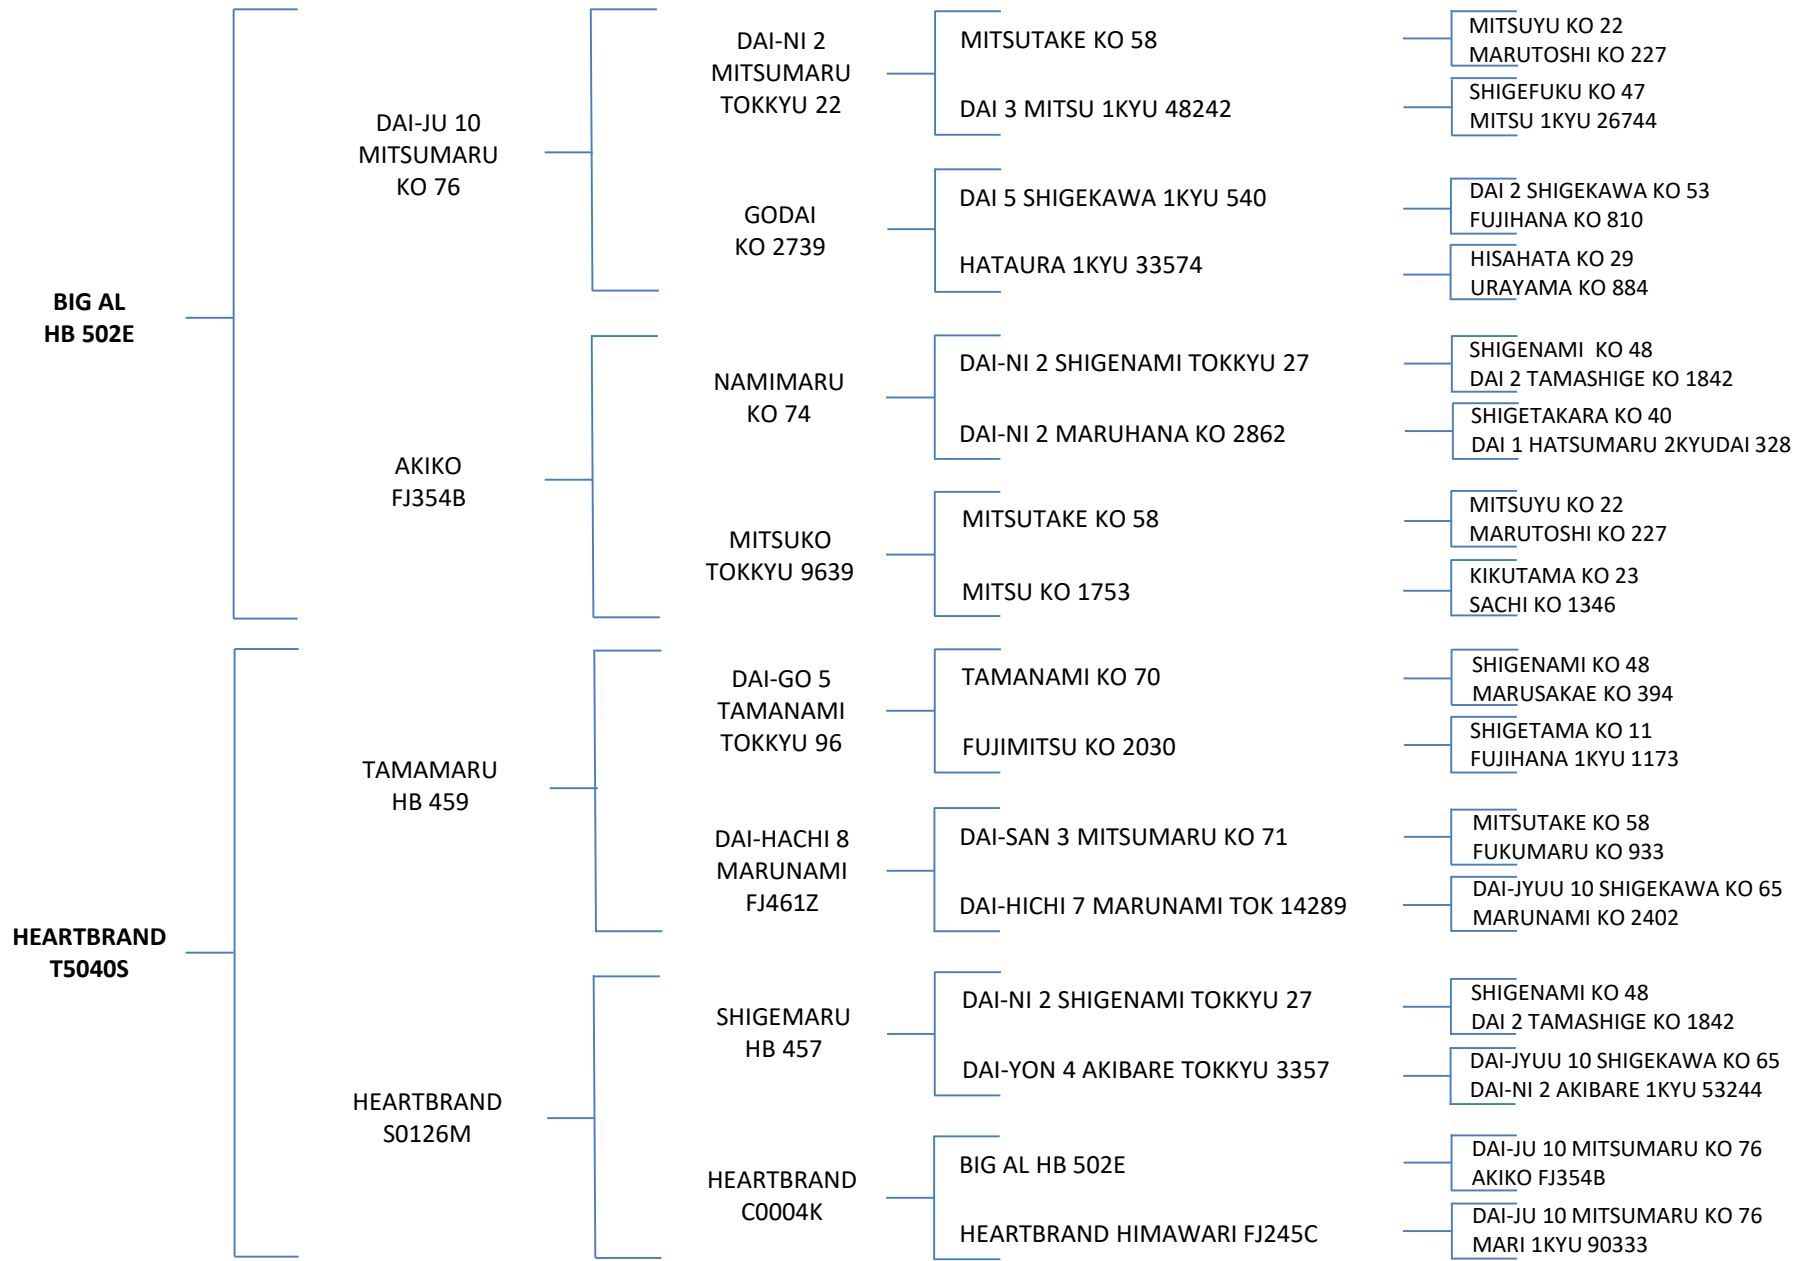 BIG AL
HB 502E
DAI-JU 10
MITSUMARU
KO 76
DAI-NI 2
MITSUMARU
TOKKYU 22
MITSUTAKE KO 58
MITSUYU KO 22
MARUTOSHI KO 227
DAI 3 MITSU 1KYU 48242
SHIGEFUKU KO 47
MITSU 1KYU 26744
GODAI
KO 2739
DAI 5 SHIGEKAWA 1KYU 540
DAI 2 SHIGEKAWA KO 53
FUJIHANA KO 810
HATAURA 1KYU 33574
HISAHATA KO 29
URAYAMA KO 884
AKIKO
FJ354B
NAMIMARU
KO 74
DAI-NI 2 SHIGENAMI TOKKYU 27
SHIGENAMI  KO 48
DAI 2 TAMASHIGE KO 1842
DAI-NI 2 MARUHANA KO 2862
SHIGETAKARA KO 40
DAI 1 HATSUMARU 2KYUDAI 328
MITSUKO
TOKKYU 9639
MITSUTAKE KO 58
MITSUYU KO 22
MARUTOSHI KO 227
MITSU KO 1753
KIKUTAMA KO 23
SACHI KO 1346
HEARTBRAND
T5040S
TAMAMARU
HB 459
DAI-GO 5
TAMANAMI
TOKKYU 96
TAMANAMI KO 70
SHIGENAMI KO 48
MARUSAKAE KO 394
FUJIMITSU KO 2030
SHIGETAMA KO 11
FUJIHANA 1KYU 1173
DAI-HACHI 8
MARUNAMI
FJ461Z
DAI-SAN 3 MITSUMARU KO 71
MITSUTAKE KO 58
FUKUMARU KO 933
DAI-HICHI 7 MARUNAMI TOK 14289
DAI-JYUU 10 SHIGEKAWA KO 65
MARUNAMI KO 2402
HEARTBRAND
S0126M
SHIGEMARU
HB 457
DAI-NI 2 SHIGENAMI TOKKYU 27
SHIGENAMI KO 48
DAI 2 TAMASHIGE KO 1842
DAI-YON 4 AKIBARE TOKKYU 3357
DAI-JYUU 10 SHIGEKAWA KO 65
DAI-NI 2 AKIBARE 1KYU 53244
HEARTBRAND
C0004K
BIG AL HB 502E
DAI-JU 10 MITSUMARU KO 76
AKIKO FJ354B
HEARTBRAND HIMAWARI FJ245C
DAI-JU 10 MITSUMARU KO 76
MARI 1KYU 90333